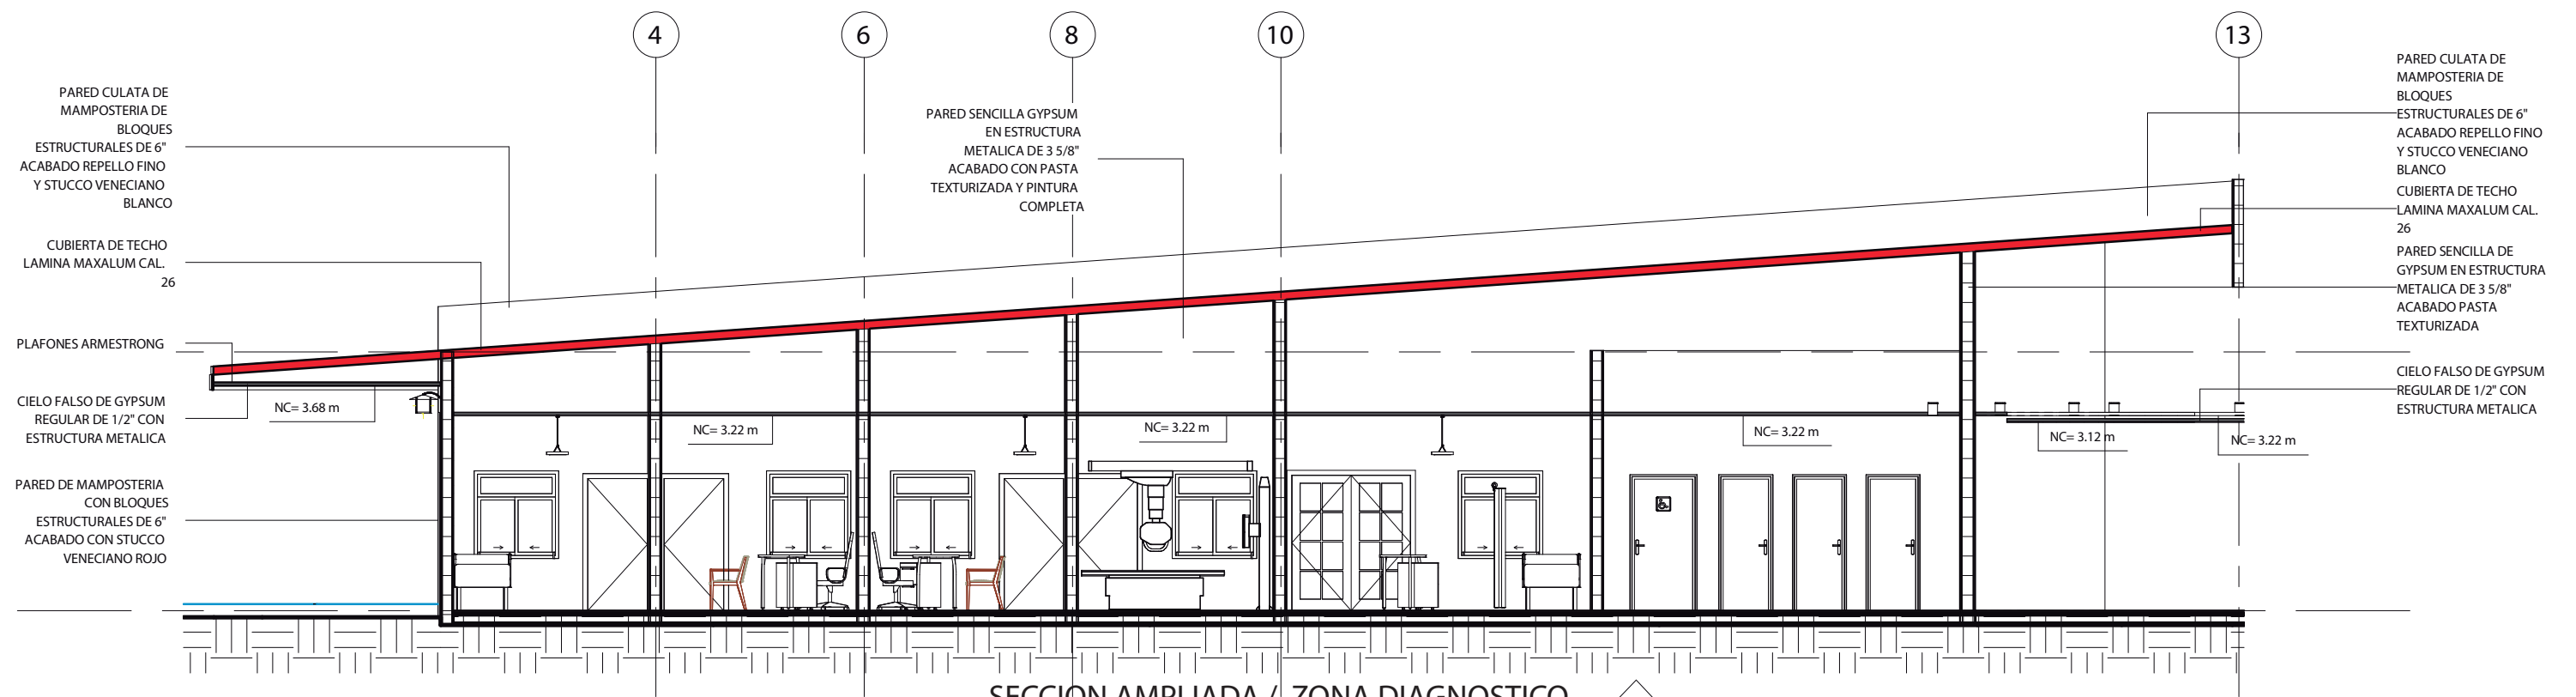 4
6
8
10
13
PARED CULATA DE
MAMPOSTERIA DE
BLOQUES
ESTRUCTURALES DE 6"
ACABADO REPELLO FINO
Y STUCCO VENECIANO
BLANCO
CUBIERTA DE TECHO
LAMINA MAXALUM CAL.
26
PLAFONES ARMESTRONG
CIELO FALSO DE GYPSUM
REGULAR DE 1/2" CON
ESTRUCTURA METALICA
PARED DE MAMPOSTERIA
CON BLOQUES
ESTRUCTURALES DE 6"
ACABADO CON STUCCO
VENECIANO ROJO
PARED SENCILLA GYPSUM
EN ESTRUCTURA
METALICA DE 3 5/8"
ACABADO CON PASTA
TEXTURIZADA Y PINTURA
COMPLETA
NC= 3.68 m
NC= 3.22 m
NC= 3.22 m
NC= 3.22 m
NC= 3.12 m
NC= 3.22 m
PARED CULATA DE
MAMPOSTERIA DE
BLOQUES
ESTRUCTURALES DE 6"
ACABADO REPELLO FINO
Y STUCCO VENECIANO
BLANCO
CUBIERTA DE TECHO
LAMINA MAXALUM CAL.
26
PARED SENCILLA DE
GYPSUM EN ESTRUCTURA
METALICA DE 3 5/8"
ACABADO PASTA
TEXTURIZADA
CIELO FALSO DE GYPSUM
REGULAR DE 1/2" CON
ESTRUCTURA METALICA
SECCION AMPLIADA / ZONA DIAGNOSTICO